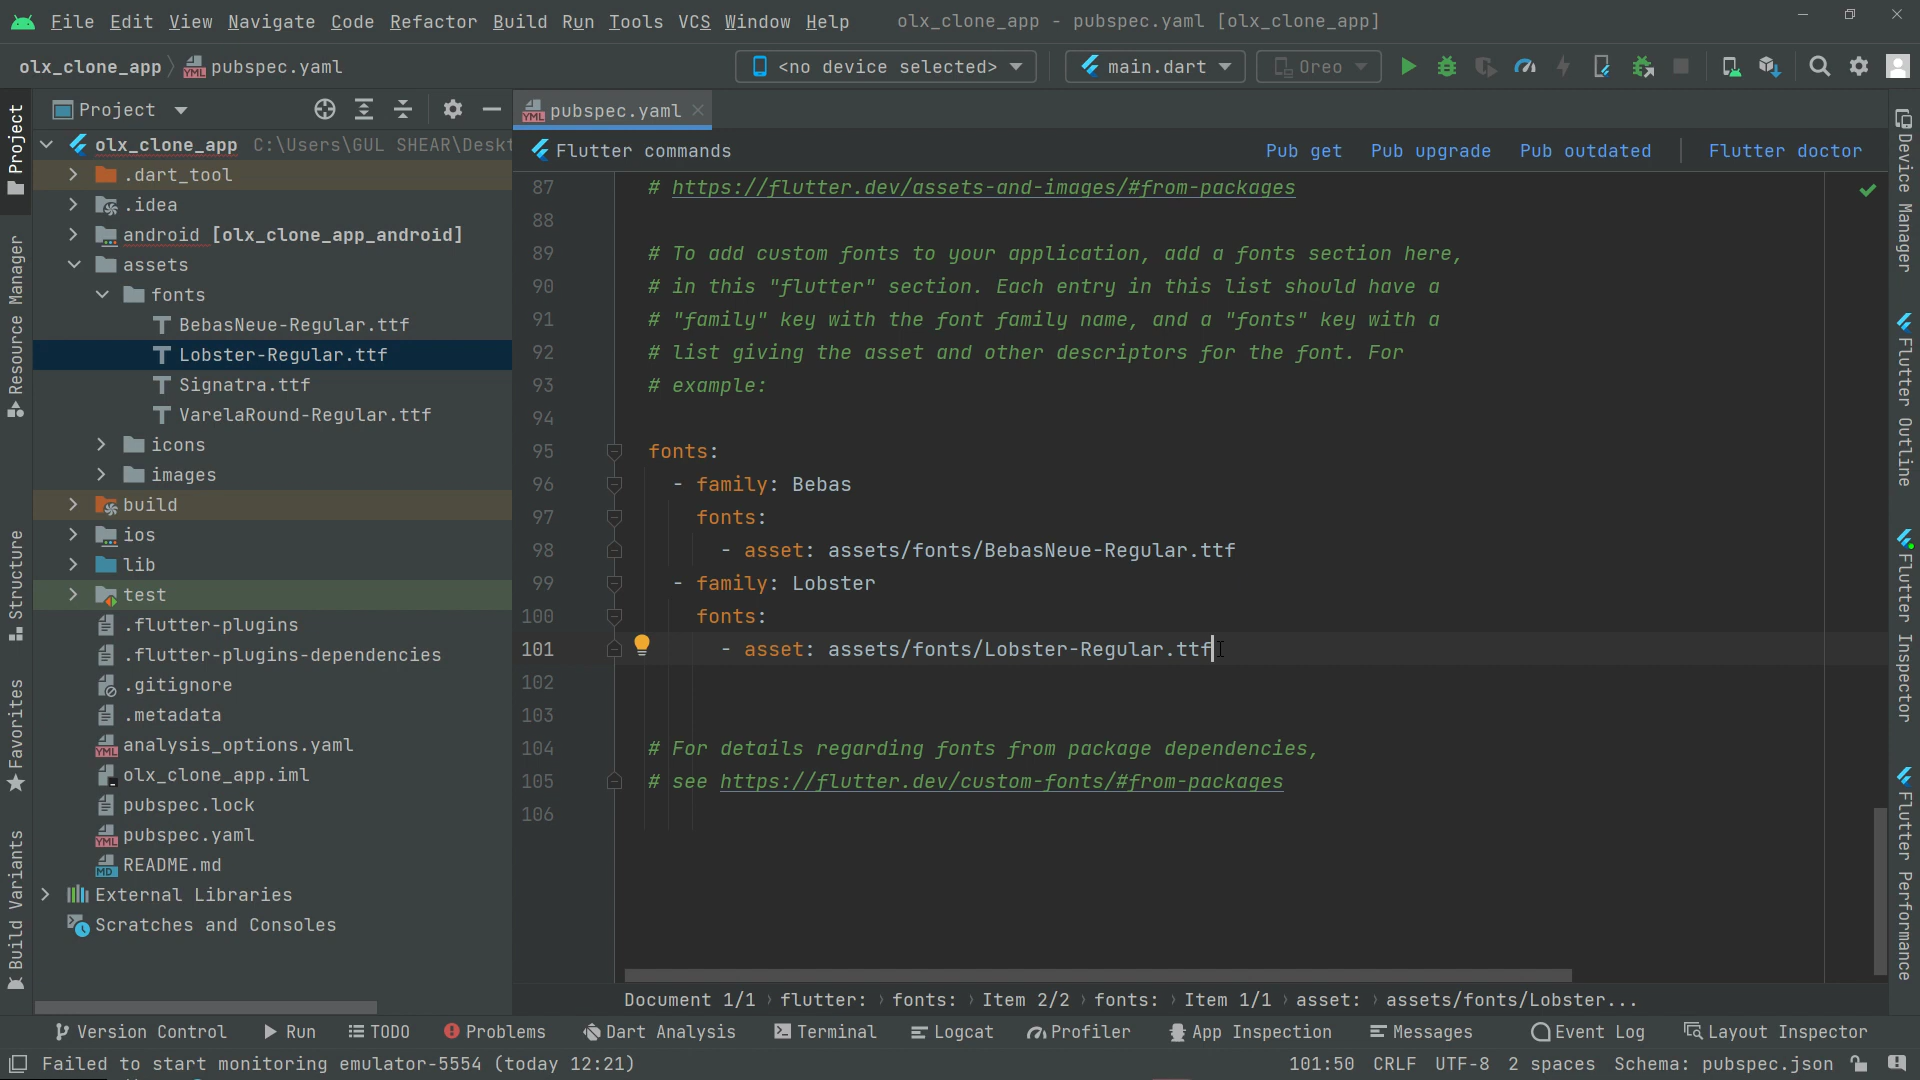 File Edit View Navigate Code Refactor Build Run Tools VCS Window Help olx_clone_app - pubspec.yaml [olx_clone_app]
olx_clone_app pubspec.yaml <no device selected> main.dart Oreo
Project pubspec.yaml
olx_clone_app C:\Users\GUL SHEAR\Deskt
Flutter commands Pub get Pub upgrade Pub outdated Flutter doctor
.dart_tool
.idea
android [olx_clone_app_android]
assets
fonts
BebasNeue-Regular.ttf
Lobster-Regular.ttf
Signatra.ttf
VarelaRound-Regular.ttf
icons
images
build
ios
lib
test
.flutter-plugins
.flutter-plugins-dependencies
.gitignore
.metadata
analysis_options.yaml
olx_clone_app.iml
pubspec.lock
pubspec.yaml
README.md
External Libraries
Scratches and Consoles
87 # https://flutter.dev/assets-and-images/#from-packages
88
89 # To add custom fonts to your application, add a fonts section here,
90 # in this "flutter" section. Each entry in this list should have a
91 # "family" key with the font family name, and a "fonts" key with a
92 # list giving the asset and other descriptors for the font. For
93 # example:
94
95 fonts:
96 - family: Bebas
97 fonts:
98 - asset: assets/fonts/BebasNeue-Regular.ttf
99 - family: Lobster
100 fonts:
101 - asset: assets/fonts/Lobster-Regular.ttf
102
103
104 # For details regarding fonts from package dependencies,
105 # see https://flutter.dev/custom-fonts/#from-packages
106
Document 1/1 › flutter: › fonts: › Item 2/2 › fonts: › Item 1/1 › asset: › assets/fonts/Lobster...
Project
Resource Manager
Structure
Favorites
Build Variants
Device Manager
Flutter Outline
Flutter Inspector
Flutter Performance
Version Control Run TODO Problems Dart Analysis Terminal Logcat Profiler App Inspection Messages Event Log Layout Inspector
Failed to start monitoring emulator-5554 (today 12:21) 101:50 CRLF UTF-8 2 spaces Schema: pubspec.json